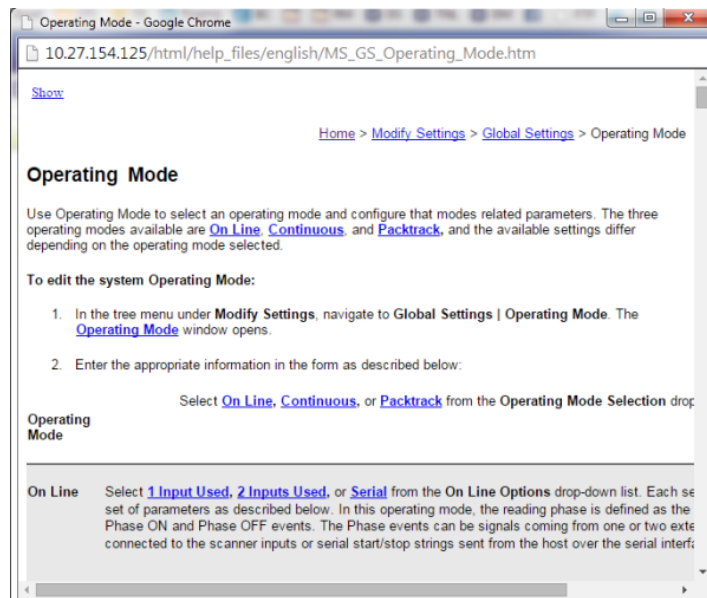 Operating Mode - Google Chrome
10.27.154.125/html/help_files/english/MS_GS_Operating_Mode.htm
Show
Home > Modify Settings > Global Settings > Operating Mode
Operating Mode
Use Operating Mode to select an operating mode and configure that modes related parameters. The three
operating modes available are On Line, Continuous, and Packtrack, and the available settings differ
depending on the operating mode selected.
To edit the system Operating Mode:
1. In the tree menu under Modify Settings, navigate to Global Settings | Operating Mode. The
Operating Mode window opens.
2. Enter the appropriate information in the form as described below:
Select On Line, Continuous, or Packtrack from the Operating Mode Selection drop
Operating
Mode
On Line Select 1 Input Used, 2 Inputs Used, or Serial from the On Line Options drop-down list. Each se
set of parameters as described below. In this operating mode, the reading phase is defined as the
Phase ON and Phase OFF events. The Phase events can be signals coming from one or two exte
connected to the scanner inputs or serial start/stop strings sent from the host over the serial interfa